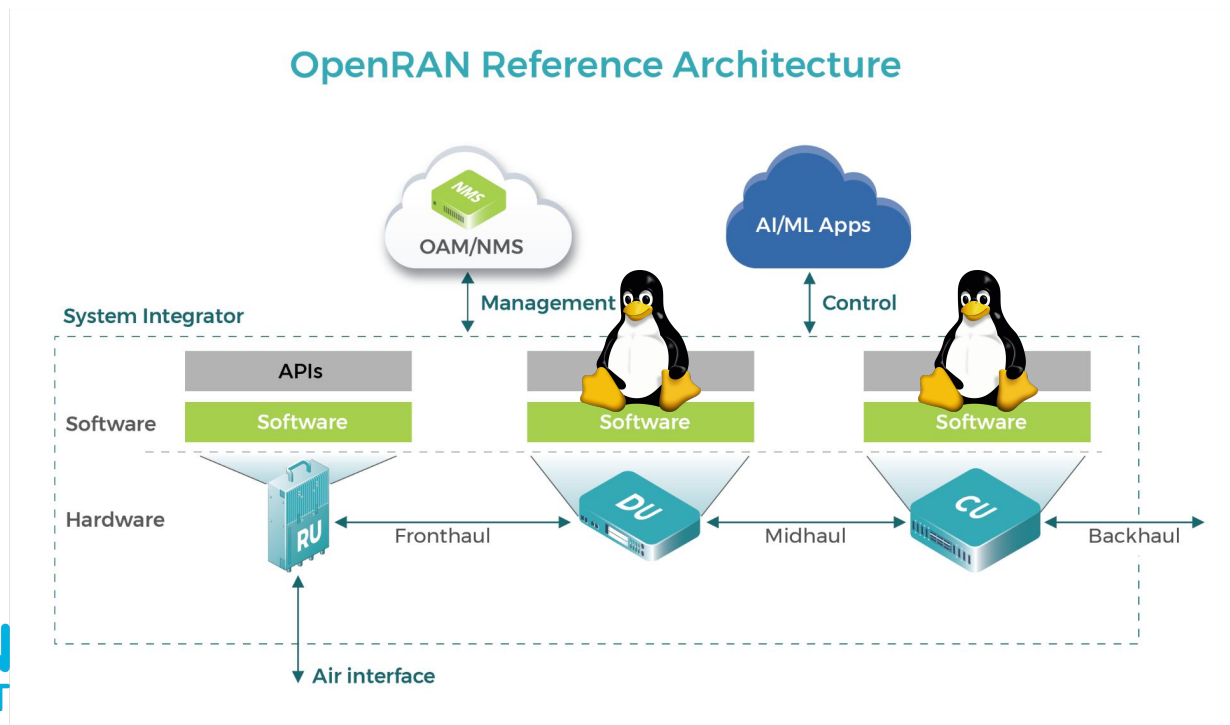 OpenRAN Reference Architecture
NMS
OAM/NMS
AI/ML Apps
Management
Control
System Integrator
APIs
Software
Software
Software
Software
Hardware
RU
DU
CU
Fronthaul
Midhaul
Backhaul
Air interface